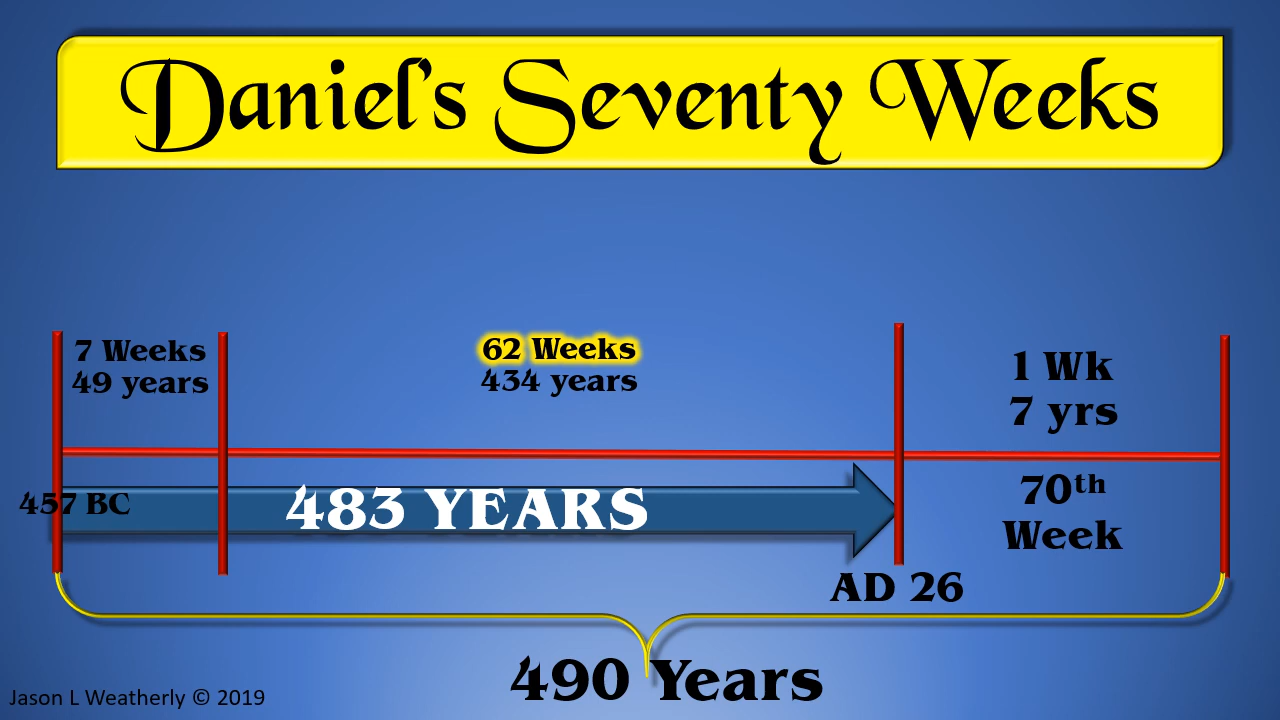 Daniel's Seventy Weeks
7 Weeks
49 years
62 Weeks
434 years
1 Wk
7 yrs
457 BC
483 YEARS
70th
Week
AD 26
490 Years
Jason L Weatherly © 2019